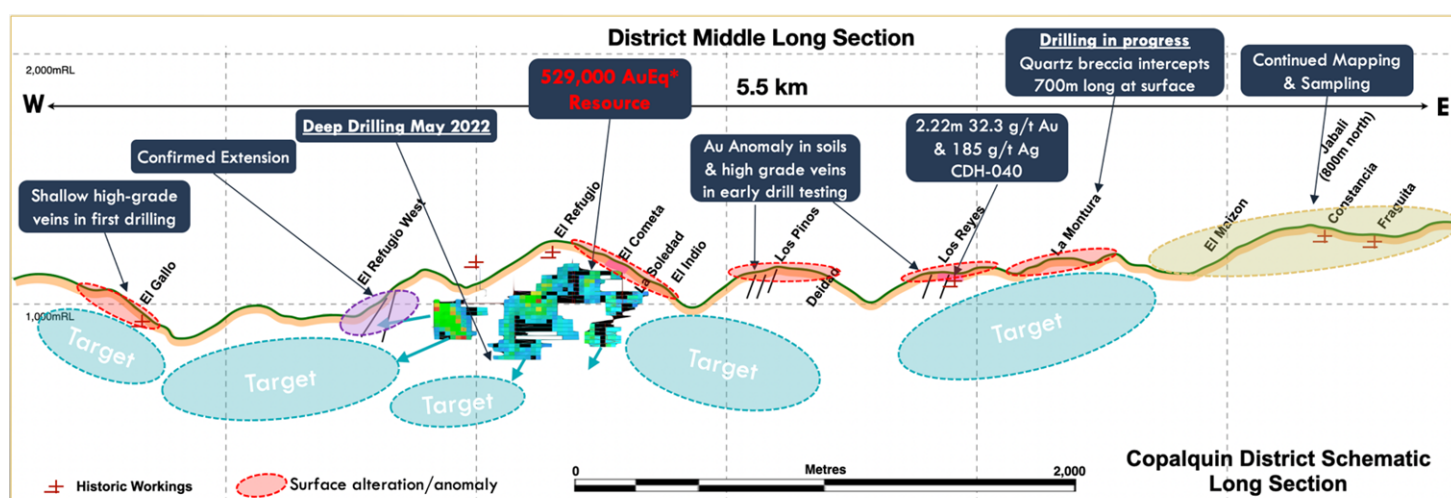 District Middle Long Section
2,000mRL
W
5.5 km
E
529,000 AuEq*
Resource
Drilling in progress
Quartz breccia intercepts
700m long at surface
Continued Mapping
& Sampling
Deep Drilling May 2022
Confirmed Extension
Shallow high-grade
veins in first drilling
Au Anomaly in soils
& high grade veins
in early drill testing
2.22m 32.3 g/t Au
& 185 g/t Ag
CDH-040
El Gallo
El Refugio West
El Refugio
El Cometa
La Soledad
El Indio
Los Pinos
Deidad
Los Reyes
La Montura
El Maizon
Jabali
(800m north)
Constancia
Fraguita
1,000mRL
Target
Target
Target
Target
Target
Historic Workings
Surface alteration/anomaly
0
Metres
2,000
Copalquin District Schematic
Long Section